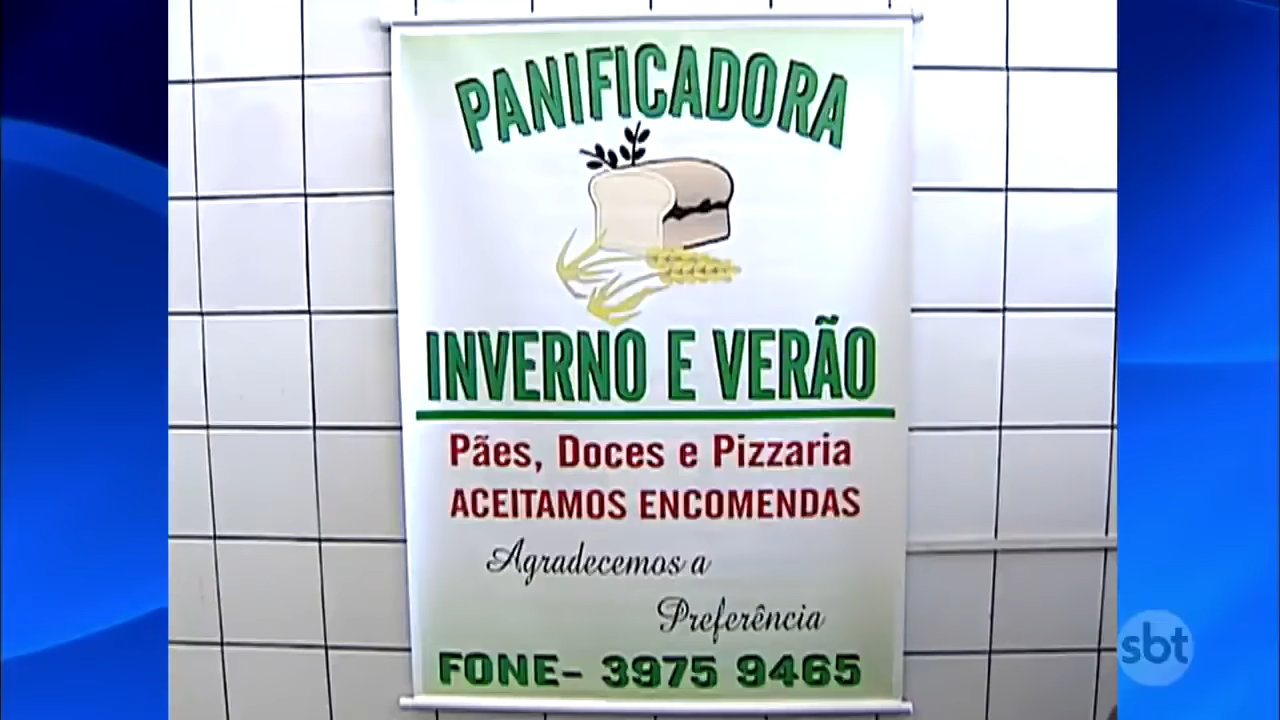 PANIFICADORA
INVERNO E VERÃO
Pães, Doces e Pizzaria
ACEITAMOS ENCOMENDAS
Agradecemos a
Preferência
FONE- 3975 9465
sbt